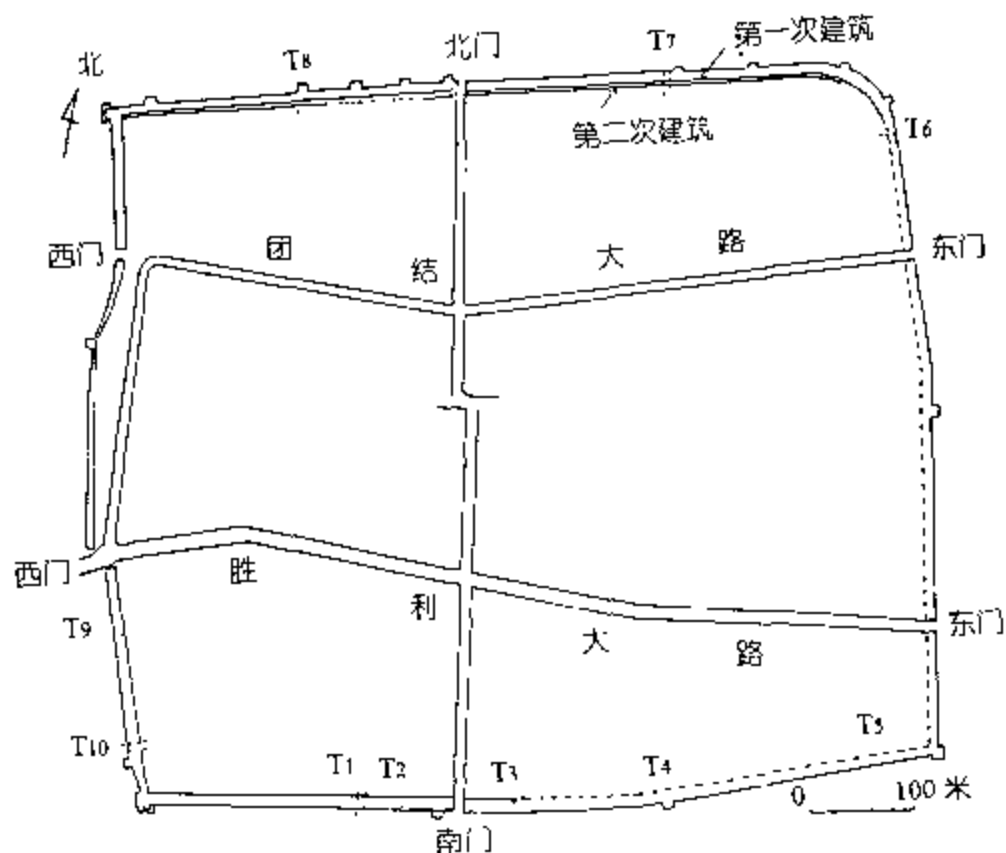 北
T8
北门
T7
第一次建筑
第二次建筑
T6
西门
团结大路
东门
西门
胜利大路
东门
T9
T10
T1
T2
T3
T4
T5
0 100 米
南门